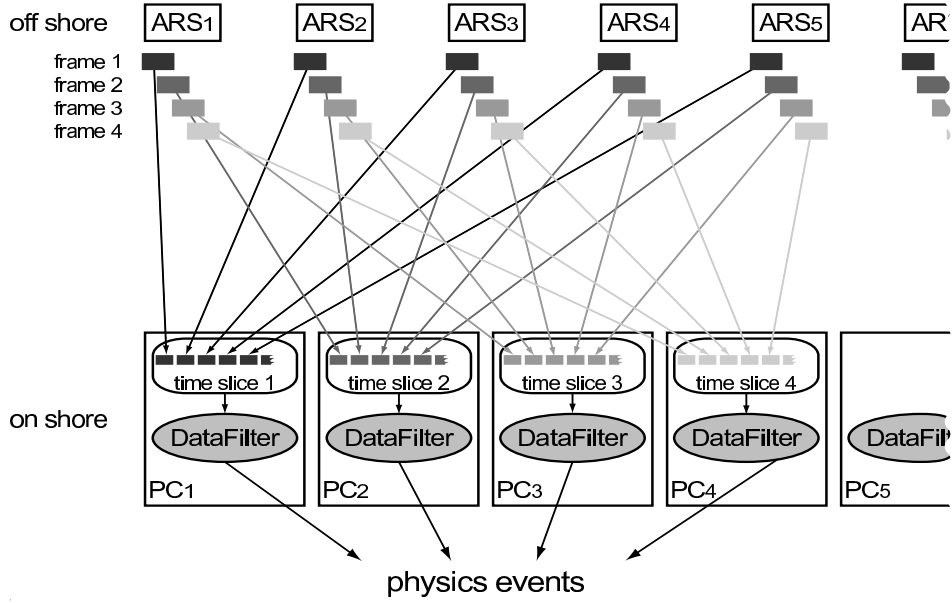 off shore ARS1 ARS2 ARS3 ARS4 ARS5 AR
frame 1
frame 2
frame 3
frame 4
time slice 1 time slice 2 time slice 3 time slice 4
on shore DataFilter DataFilter DataFilter DataFilter DataFil
PC1 PC2 PC3 PC4 PC5
physics events